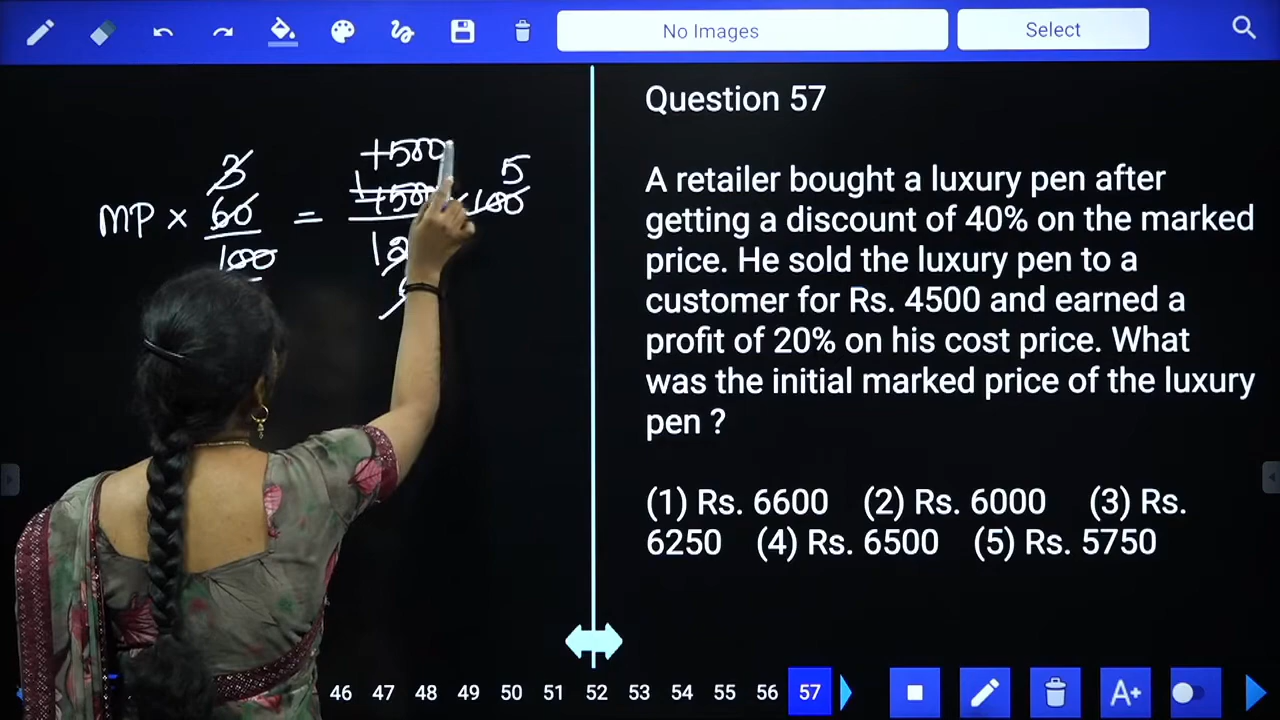 No Images
Select
Question 57
A retailer bought a luxury pen after
getting a discount of 40% on the marked
price. He sold the luxury pen to a
customer for Rs. 4500 and earned a
profit of 20% on his cost price. What
was the initial marked price of the luxury
pen ?
(1) Rs. 6600 (2) Rs. 6000 (3) Rs.
6250 (4) Rs. 6500 (5) Rs. 5750
3
MP × 60 =
100
5
100
46 47 48 49 50 51 52 53 54 55 56 57
A+